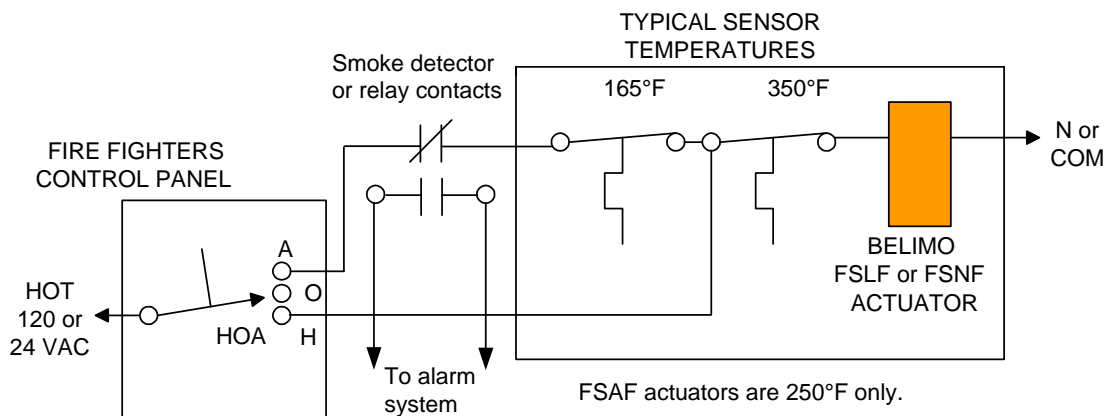 TYPICAL SENSOR
TEMPERATURES
Smoke detector
or relay contacts
165°F
350°F
N or
COM
FIRE FIGHTERS
CONTROL PANEL
A
O
H
HOA
HOT
120 or
24 VAC
BELIMO
FSLF or FSNF
ACTUATOR
To alarm
system
FSAF actuators are 250°F only.